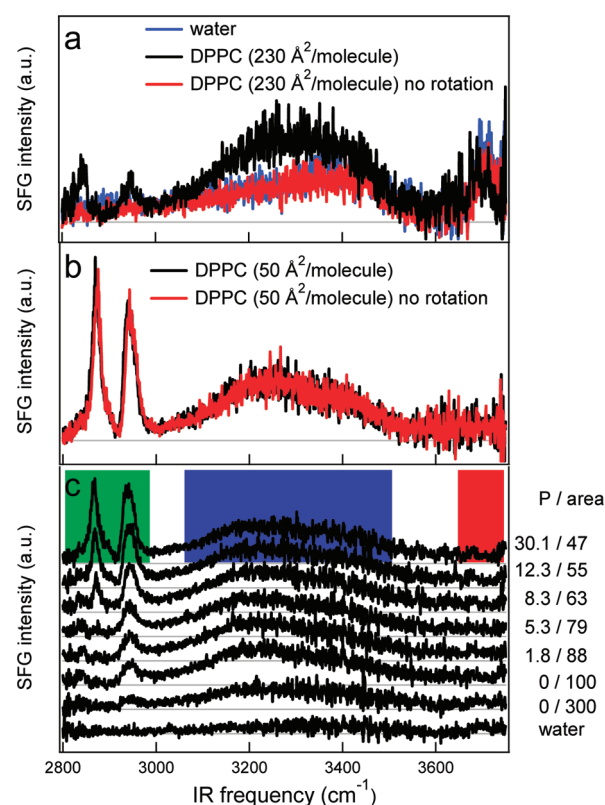 a
water
DPPC (230 Å²/molecule)
DPPC (230 Å²/molecule) no rotation
SFG intensity (a.u.)
b
DPPC (50 Å²/molecule)
DPPC (50 Å²/molecule) no rotation
SFG intensity (a.u.)
c
P / area
30.1 / 47
12.3 / 55
8.3 / 63
5.3 / 79
1.8 / 88
0 / 100
0 / 300
water
SFG intensity (a.u.)
2800 3000 3200 3400 3600
IR frequency (cm⁻¹)